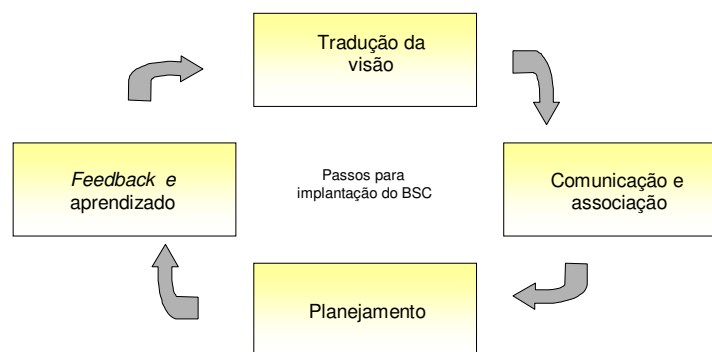 Tradução da
visão
Feedback e
aprendizado
Passos para
implantação do BSC
Comunicação e
associação
Planejamento